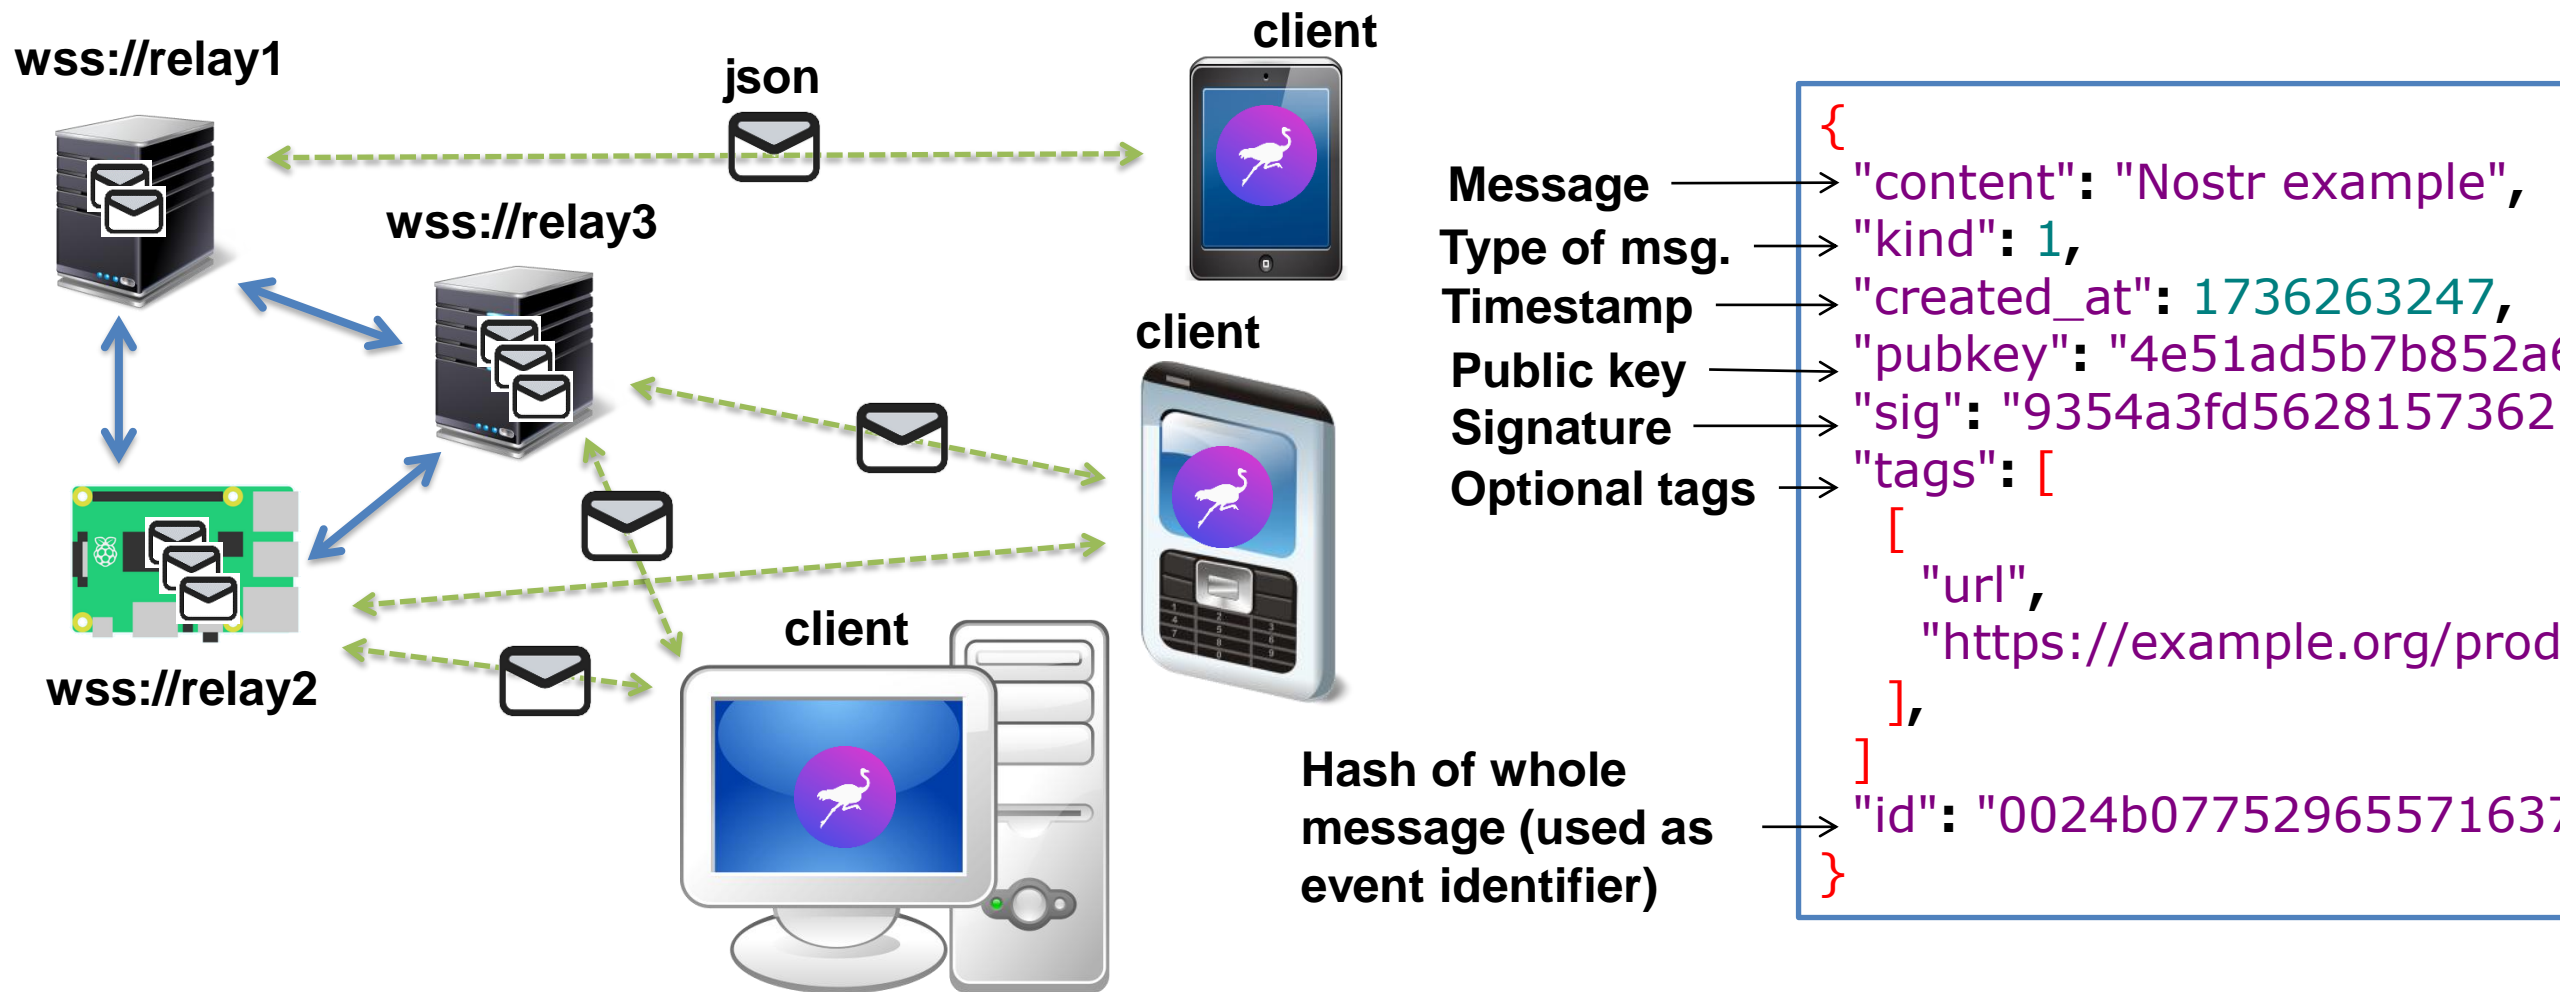 wss://relay1
json
client
wss://relay3
client
client
wss://relay2
Message
Type of msg.
Timestamp
Public key
Signature
Optional tags
Hash of whole
message (used as
event identifier)
{
"content": "Nostr example",
"kind": 1,
"created_at": 1736263247,
"pubkey": "4e51ad5b7b852a6
"sig": "9354a3fd5628157362
"tags": [
[
"url",
"https://example.org/prod
],
]
"id": "0024b07752965571637
}